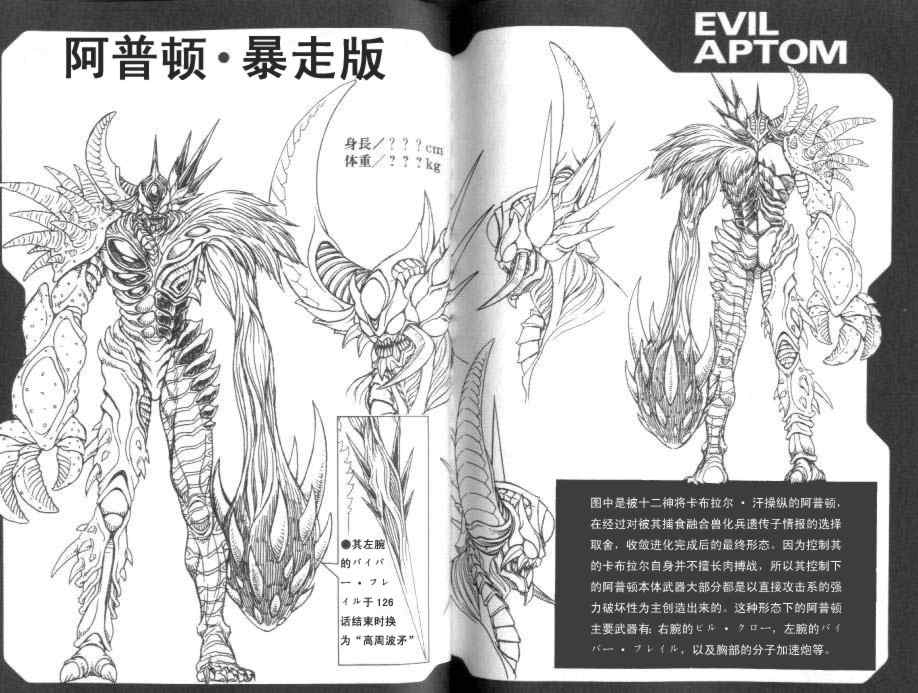 阿普顿・暴走版
EVIL
APTOM
身長／？？？cm
体重／？？？kg
●其左腕
的バイバ
ー・フレ
イル于126
话结束时换
为“高周波矛”
图中是被十二神将卡布拉尔・汗操纵的阿普顿，
在经过对被其捕食融合兽化兵遗传子情报的选择
取舍，收敛进化完成后的最终形态。因为控制其
的卡布拉尔自身并不擅长肉搏战，所以其控制下
的阿普顿本体武器大部分都是以直接攻击系的强
力破坏性为主创造出来的。这种形态下的阿普顿
主要武器有：右腕的ビル・クロー，左腕的バイ
バー・フレイル，以及胸部的分子加速炮等。